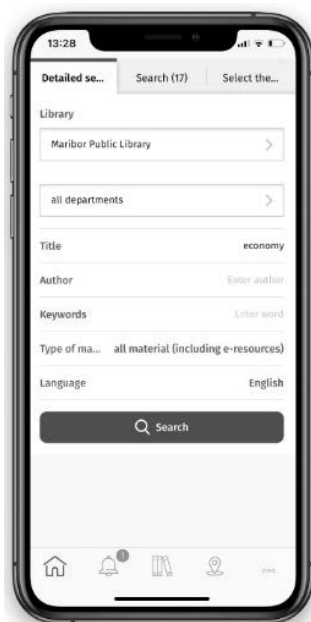 13:28
Detailed se... Search (17) Select the...
Library
Maribor Public Library
all departments
Title economy
Author Enter author
Keywords Enter word
Type of ma... all material (including e-resources)
Language English
Search
1